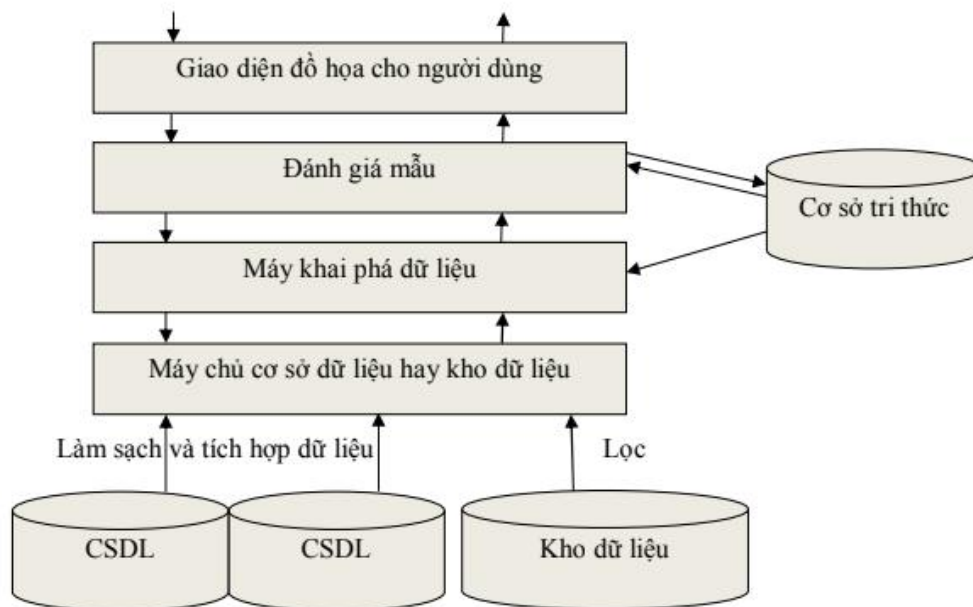 Giao diện đồ họa cho người dùng
Đánh giá mẫu
Cơ sở tri thức
Máy khai phá dữ liệu
Máy chủ cơ sở dữ liệu hay kho dữ liệu
Làm sạch và tích hợp dữ liệu
Lọc
CSDL
CSDL
Kho dữ liệu